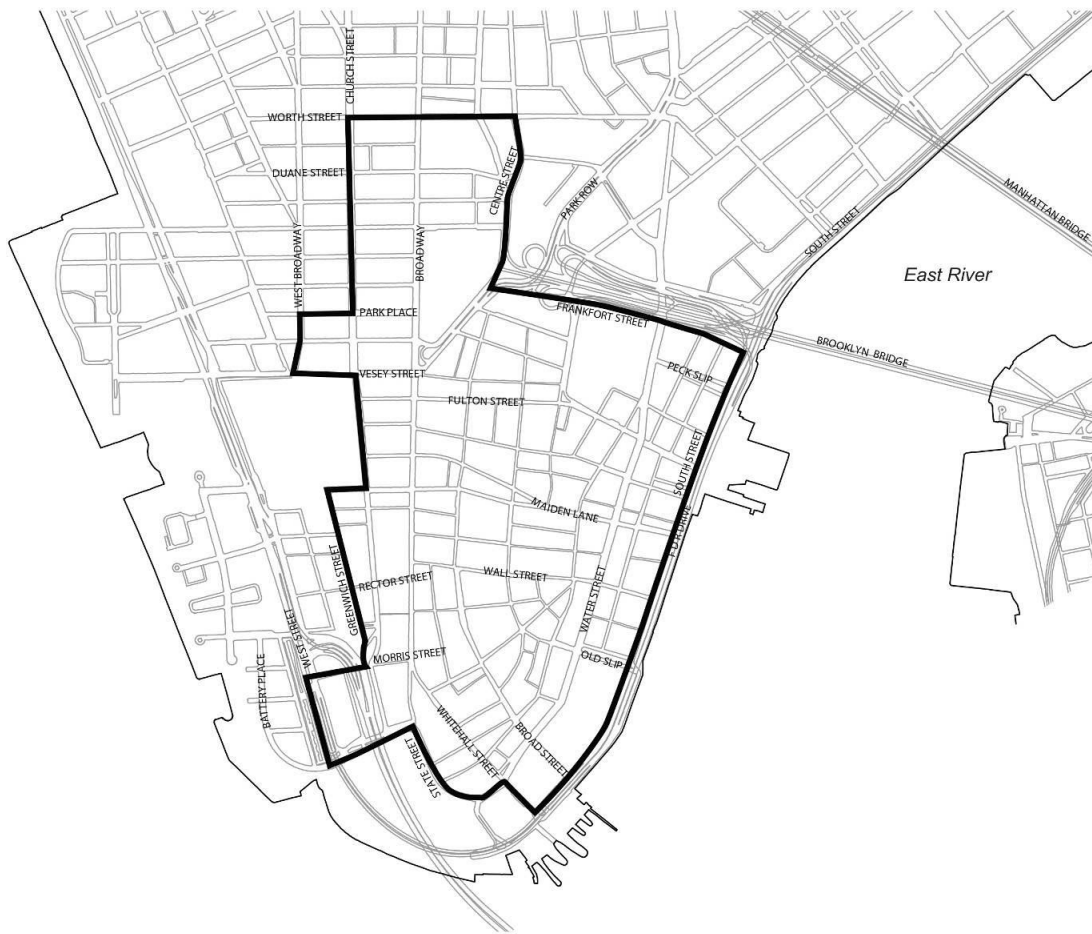 CHURCH STREET
WORTH STREET
DUANE STREET
CENTRE STREET
PARK ROW
MANHATTAN BRIDGE
SOUTH STREET
WEST BROADWAY
BROADWAY
East River
PARK PLACE
FRANKFORT STREET
BROOKLYN BRIDGE
VESEY STREET
PECK SLIP
FULTON STREET
SOUTH STREET
MAIDEN LANE
F D R DRIVE
GREENWICH STREET
RECTOR STREET
WALL STREET
WATER STREET
WEST STREET
MORRIS STREET
OLD SLIP
BATTERY PLACE
STATE STREET
WHITEHALL STREET
BROAD STREET